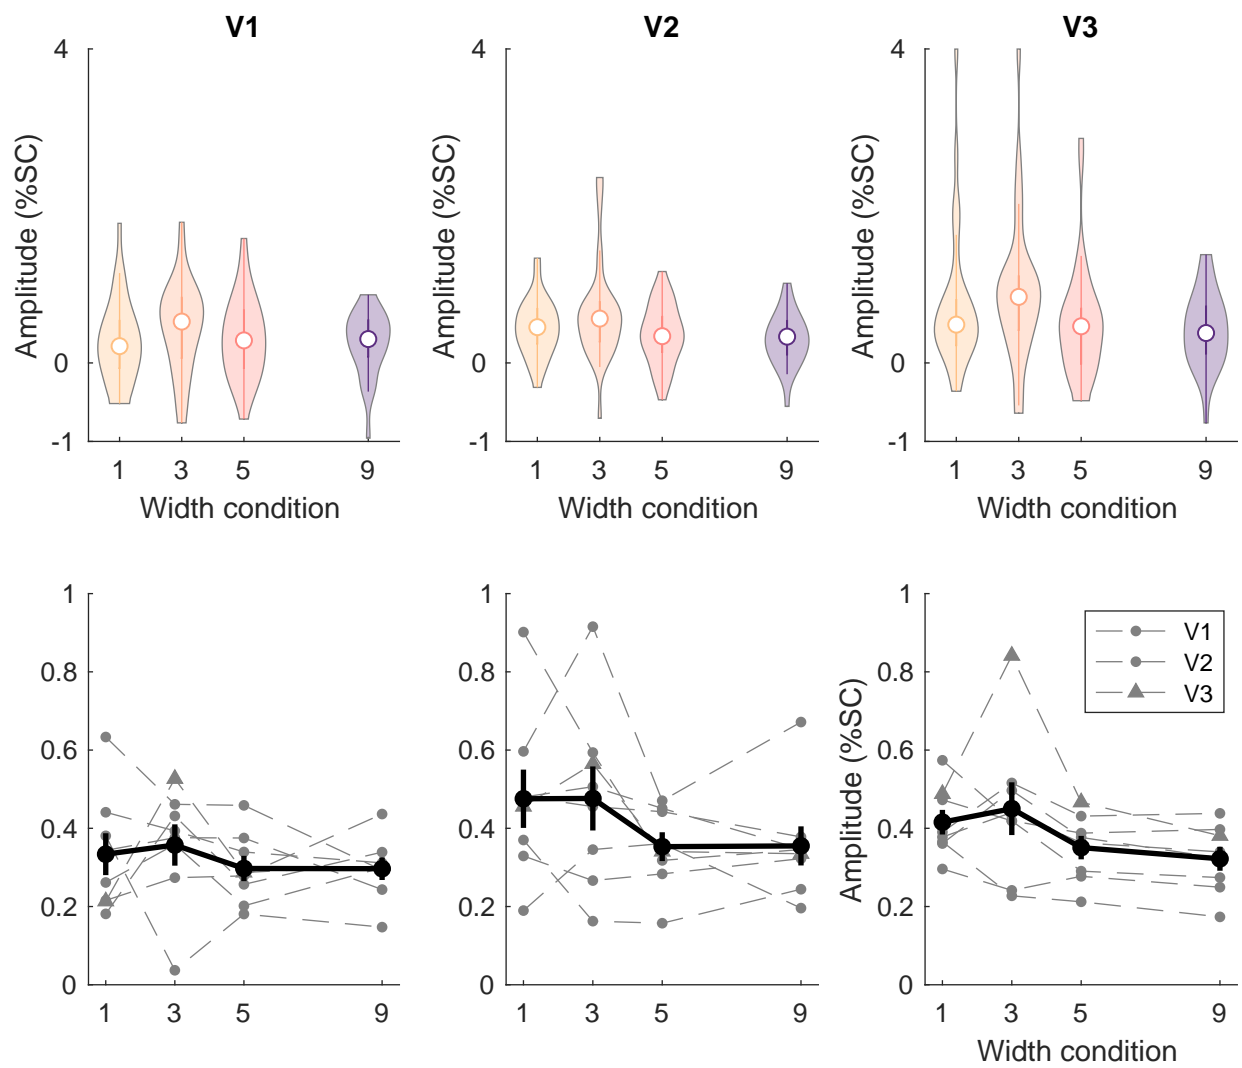 V1 V2 V3
4 4 4
Amplitude (%SC) Amplitude (%SC) Amplitude (%SC)
0 0 0
-1 -1 -1
1 3 5 9 1 3 5 9 1 3 5 9
Width condition Width condition Width condition
1 1 1
V1
0.8 0.8 0.8
V2
V3
Amplitude (%SC)
0.6 0.6 0.6
0.4 0.4 0.4
0.2 0.2 0.2
0 0 0
1 3 5 9 1 3 5 9 1 3 5 9
Width condition